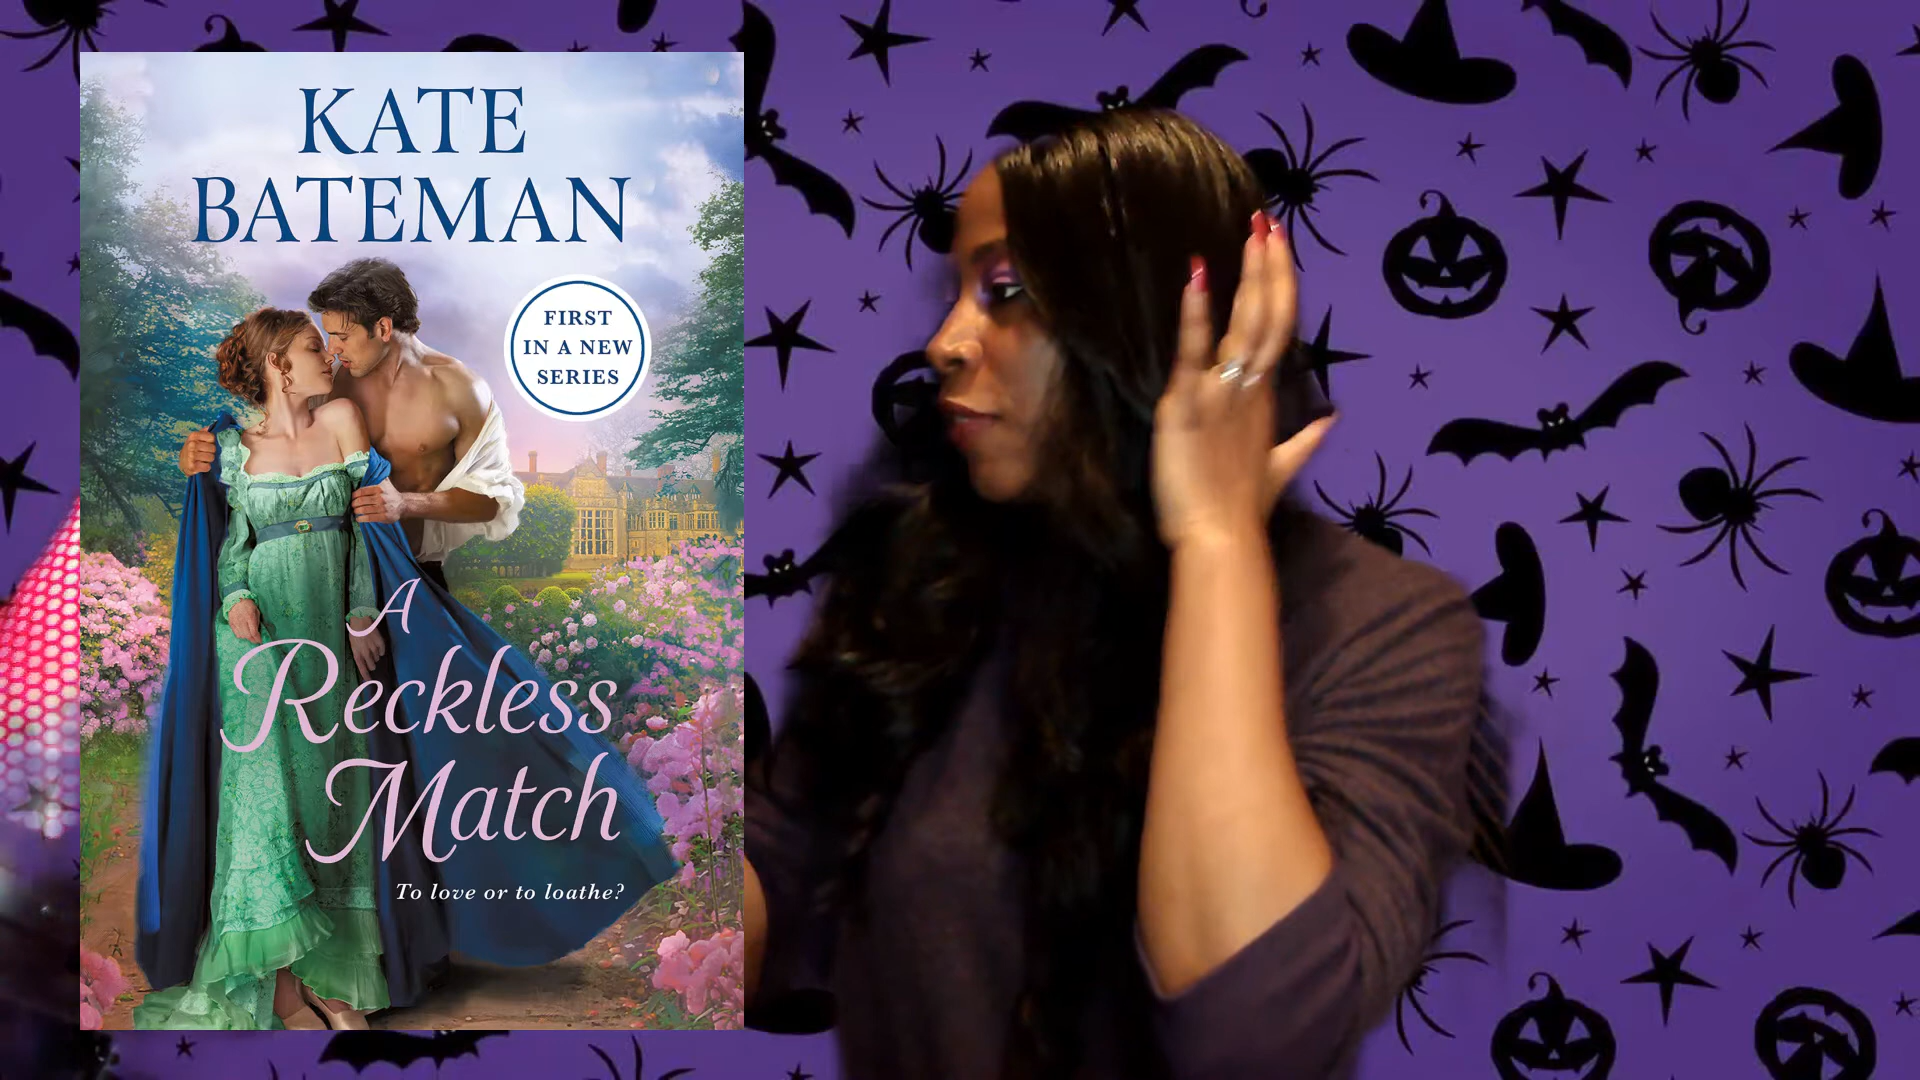 KATE
BATEMAN
FIRST
IN A NEW
SERIES
A
Reckless
Match
To love or to loathe?